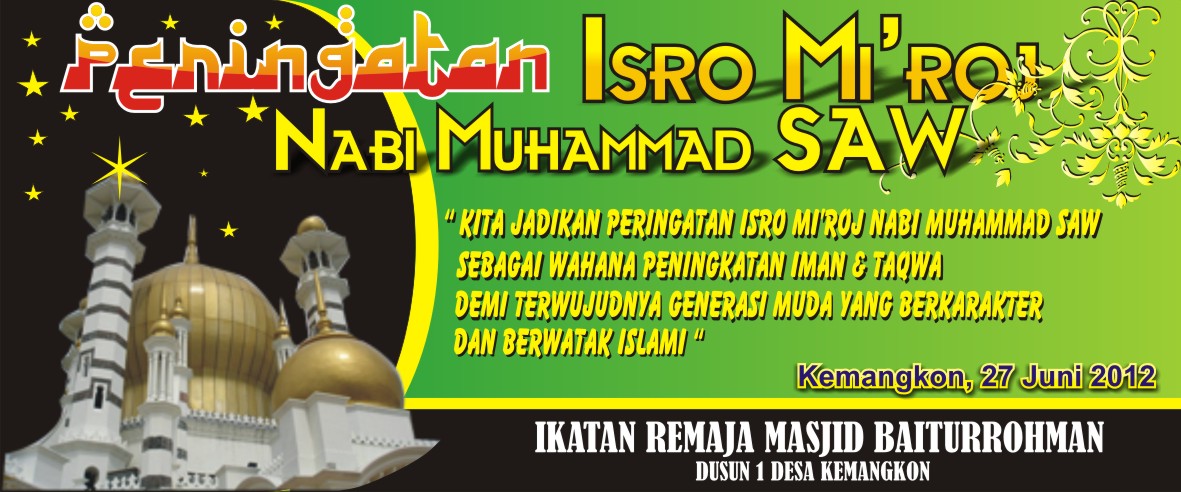 Peningatan Isro Mi'roj
Nabi Muhammad SAW
" KITA JADIKAN PERINGATAN ISRO MI'ROJ NABI MUHAMMAD SAW
SEBAGAI WAHANA PENINGKATAN IMAN & TAQWA
DEMI TERWUJUDNYA GENERASI MUDA YANG BERKARAKTER
DAN BERWATAK ISLAMI "
Kemangkon, 27 Juni 2012
IKATAN REMAJA MASJID BAITURROHMAN
DUSUN 1 DESA KEMANGKON